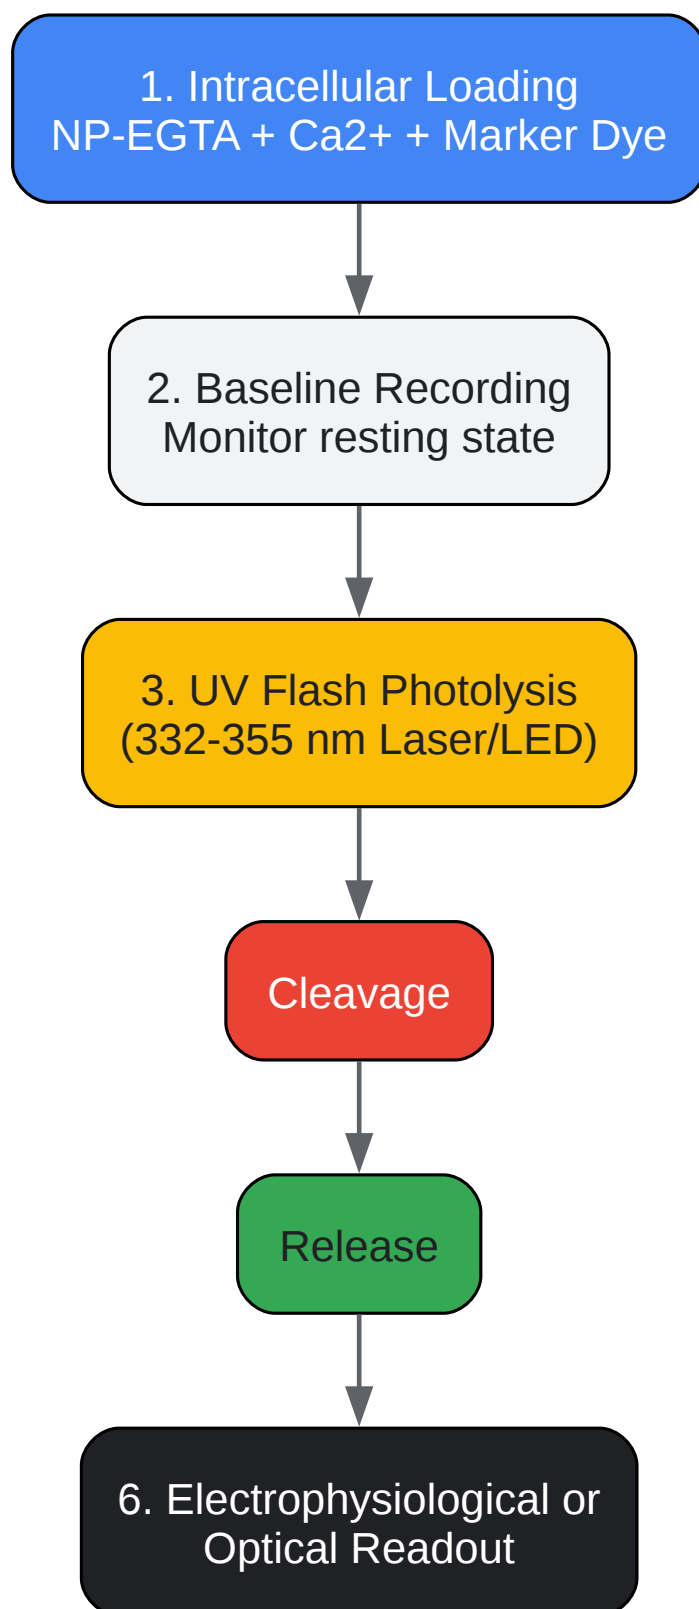 1. Intracellular Loading
NP-EGTA + Ca2+ + Marker Dye
2. Baseline Recording
Monitor resting state
3. UV Flash Photolysis
(332-355 nm Laser/LED)
Cleavage
Release
6. Electrophysiological or
Optical Readout